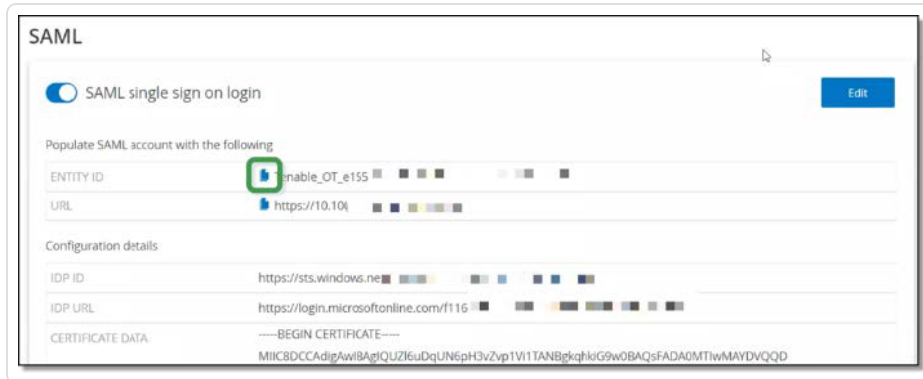 SAML
SAML single sign on login
Edit
Populate SAML account with the following
ENTITY ID Tenable_OT_e155
URL https://10.10
Configuration details
IDP ID https://sts.windows.ne
IDP URL https://login.microsoftonline.com/f116
CERTIFICATE DATA -----BEGIN CERTIFICATE-----